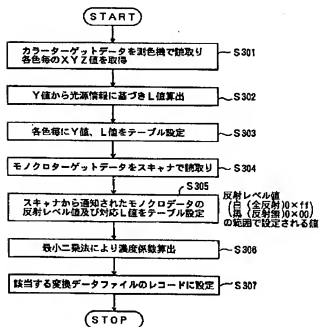 START
カラーターゲットデータを測色機で読取り
各色毎のXYZ値を取得
S301
Y値から光源情報に基づきL値算出
S302
各色毎にY値、L値をテーブル設定
S303
モノクロターゲットデータをスキャナで読取り
S304
S305
スキャナから通知されたモノクロデータの
反射レベル値及び対応L値をテーブル設定
反射レベル値
(白(全反射)0×ff)
(黒(反射無)0×00)
の範囲で設定される値
最小二乗法により濃度係数算出
S306
該当する変換データファイルのレコードに設定
S307
STOP